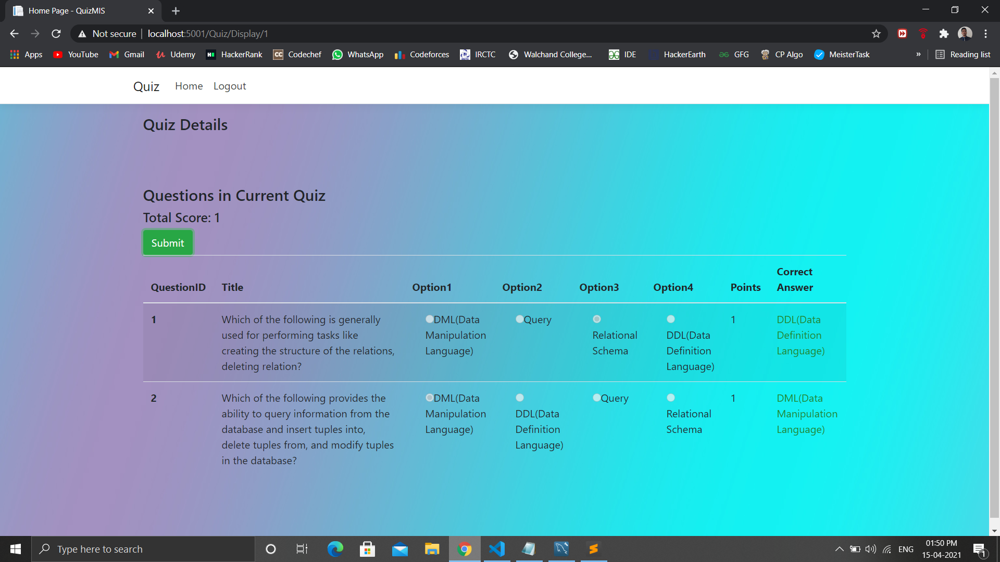 Home Page - QuizMIS
Not secure localhost:5001/Quiz/Display/1
Apps YouTube Gmail Udemy HackerRank Codechef WhatsApp Codeforces IRCTC Walchand College... IDE HackerEarth GFG CP Algo MeisterTask » Reading list
Quiz Home Logout
Quiz Details
Questions in Current Quiz
Total Score: 1
Submit
QuestionID Title Option1 Option2 Option3 Option4 Points Correct Answer
1
Which of the following is generally
used for performing tasks like
creating the structure of the relations,
deleting relation?
DML(Data
Manipulation
Language)
Query
Relational
Schema
DDL(Data
Definition
Language)
1
DDL(Data
Definition
Language)
2
Which of the following provides the
ability to query information from the
database and insert tuples into,
delete tuples from, and modify tuples
in the database?
DML(Data
Manipulation
Language)
DDL(Data
Definition
Language)
Query
Relational
Schema
1
DML(Data
Manipulation
Language)
Type here to search
ENG
01:50 PM
15-04-2021
1